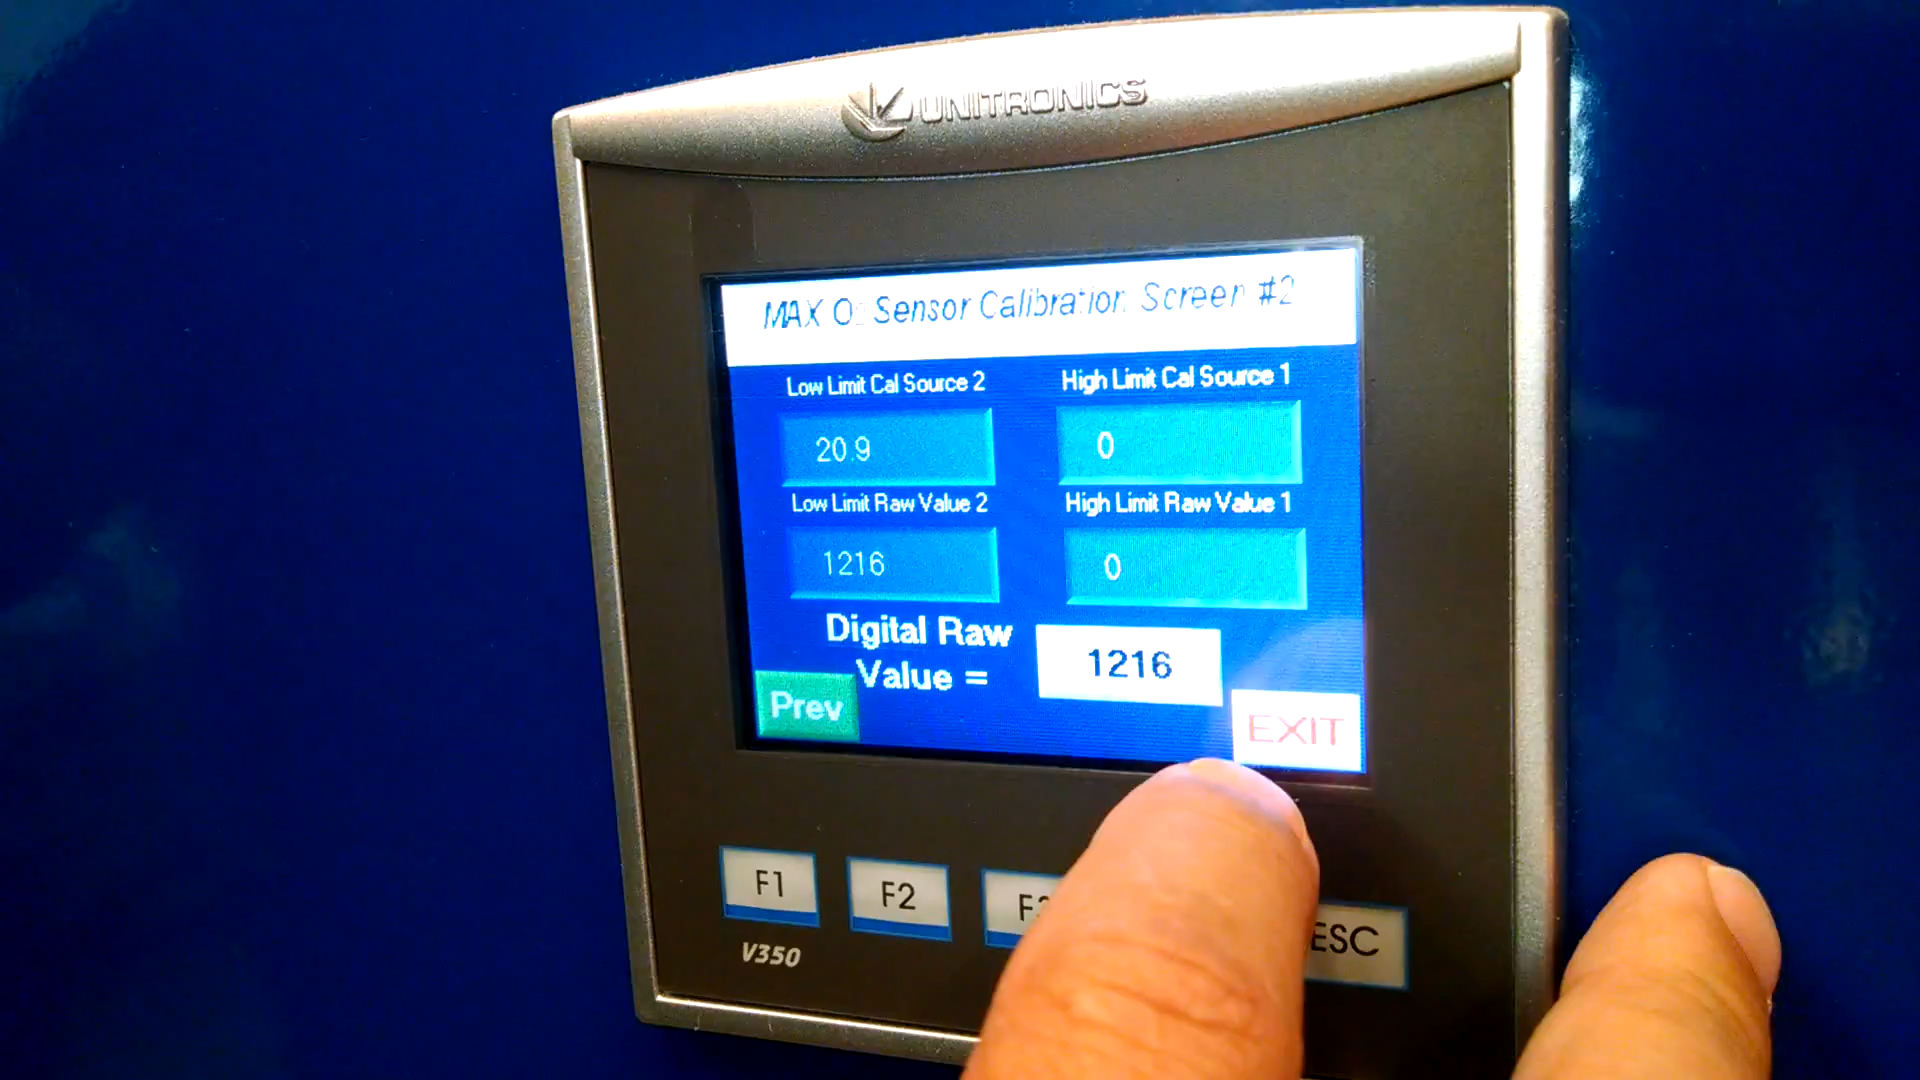 UNITRONICS
MAX O2 Sensor Calibration Screen #2
Low Limit Cal Source 2
High Limit Cal Source 1
20.9
0
Low Limit Raw Value 2
High Limit Raw Value 1
1216
0
Digital Raw
Value =
1216
Prev
EXIT
F1
F2
ESC
V350